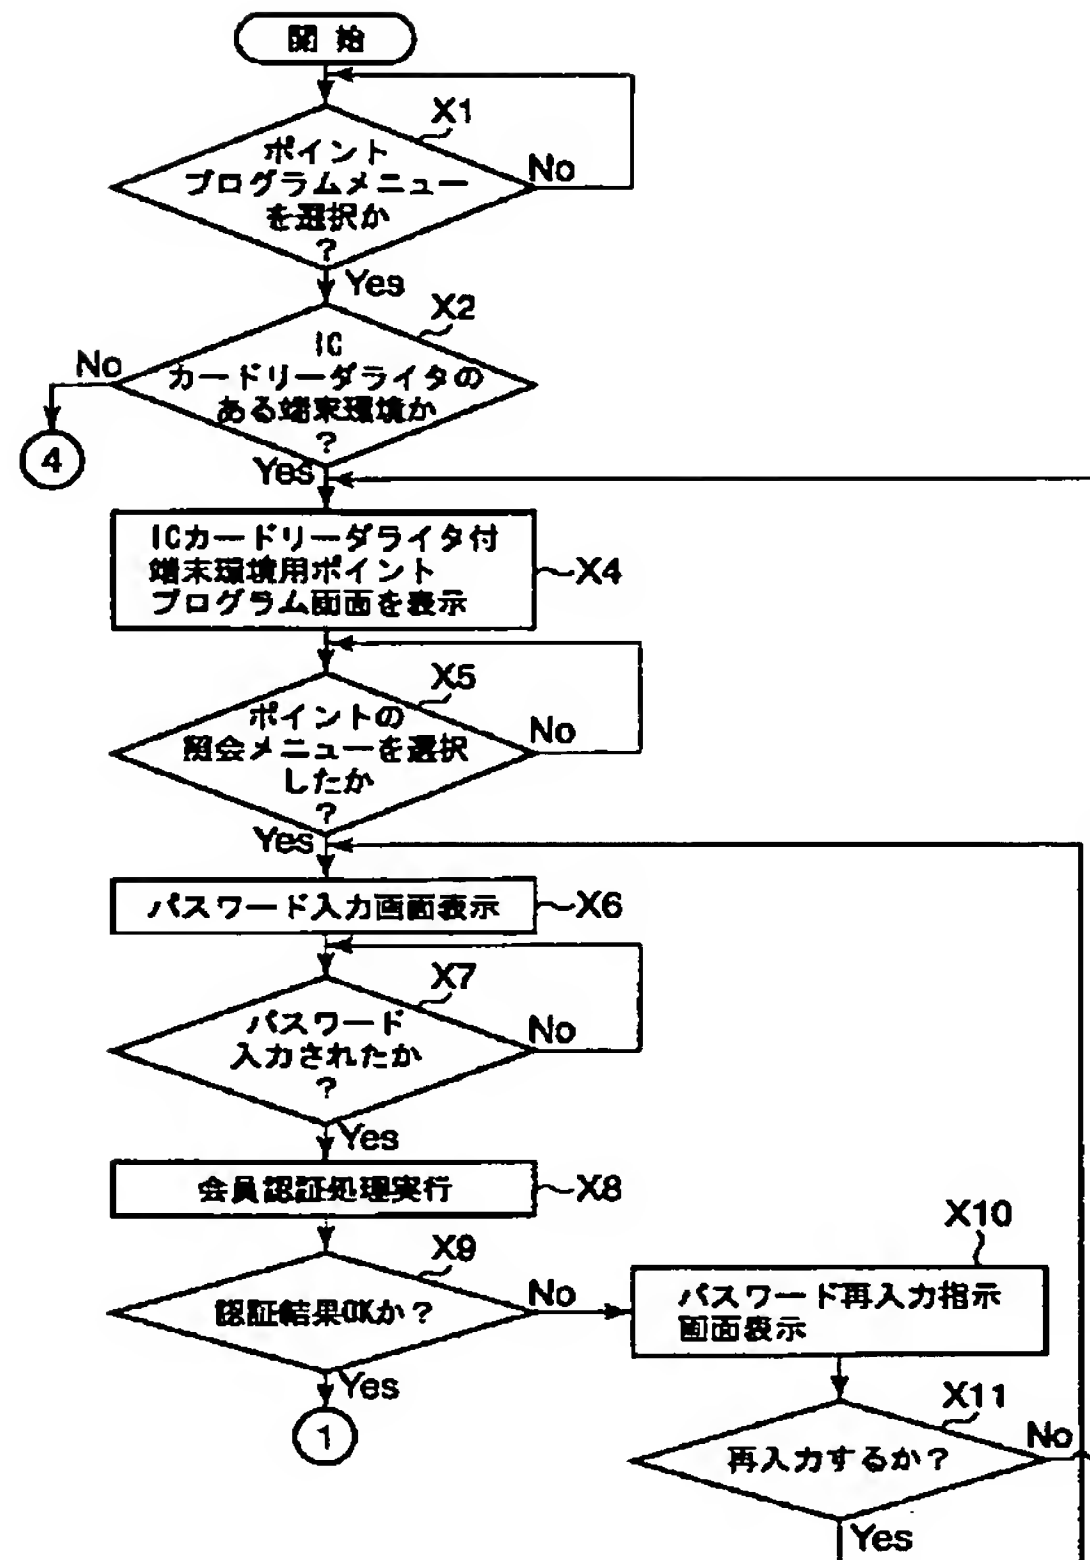 開始
X1
ポイント
プログラムメニュー
を選択か
?
No
Yes
X2
IC
カードリーダライタの
ある端末環境か
?
No
4
Yes
ICカードリーダライタ付
端末環境用ポイント
プログラム画面を表示
X4
X5
ポイントの
照会メニューを選択
したか
?
No
Yes
パスワード入力画面表示
X6
X7
パスワード
入力されたか
?
No
Yes
会員認証処理実行
X8
X9
認証結果OKか?
No
Yes
1
X10
パスワード再入力指示
画面表示
X11
再入力するか?
No
Yes